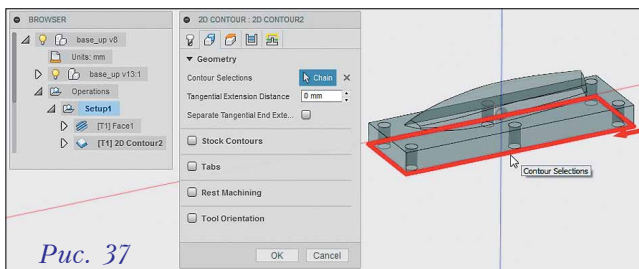 BROWSER
base_up v8
Units: mm
base_up v13:1
Operations
Setup1
[T1] Face1
[T1] 2D Contour2
2D CONTOUR : 2D CONTOUR2
Geometry
Contour Selections Chain
Tangential Extension Distance 0 mm
Separate Tangential End Exte...
Stock Contours
Tabs
Rest Machining
Tool Orientation
OK Cancel
Contour Selections
Рис. 37